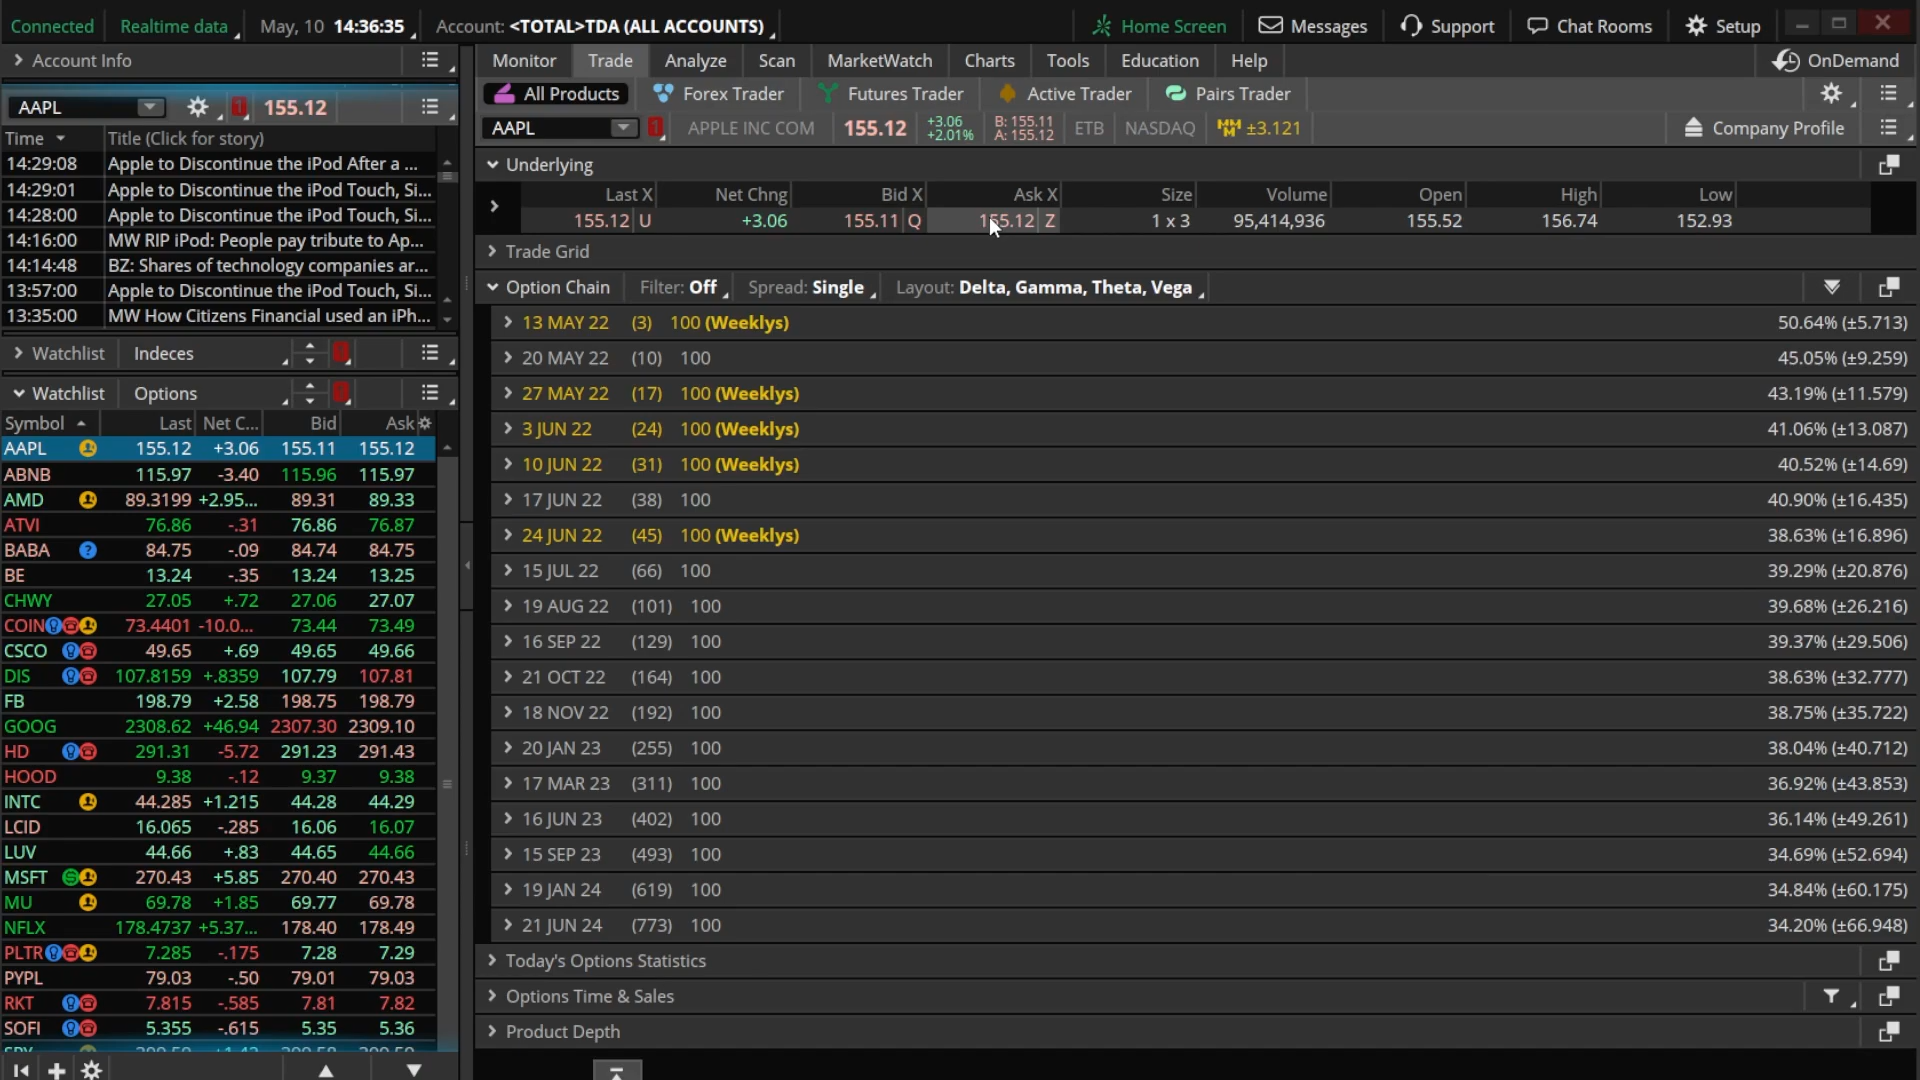 Connected Realtime data May, 10 14:36:35 Account: <TOTAL>TDA (ALL ACCOUNTS) Home Screen Messages Support Chat Rooms Setup
Account Info
Monitor Trade Analyze Scan MarketWatch Charts Tools Education Help OnDemand
AAPL 1 155.12
All Products Forex Trader Futures Trader Active Trader Pairs Trader
AAPL 1 APPLE INC COM 155.12 +3.06 +2.01% B: 155.11 A: 155.12 ETB NASDAQ ±3.121 Company Profile
Time Title (Click for story)
14:29:08 Apple to Discontinue the iPod After a ...
14:29:01 Apple to Discontinue the iPod Touch, Si...
14:28:00 Apple to Discontinue the iPod Touch, Si...
14:16:00 MW RIP iPod: People pay tribute to Ap...
14:14:48 BZ: Shares of technology companies ar...
13:57:00 Apple to Discontinue the iPod Touch, Si...
13:35:00 MW How Citizens Financial used an iPh...
Watchlist Indeces 1
Watchlist Options
Symbol Last Net C... Bid Ask
AAPL 155.12 +3.06 155.11 155.12
ABNB 115.97 -3.40 115.96 115.97
AMD 89.3199 +2.95... 89.31 89.33
ATVI 76.86 -.31 76.86 76.87
BABA ? 84.75 -.09 84.74 84.75
BE 13.24 -.35 13.24 13.25
CHWY 27.05 +.72 27.06 27.07
COIN 73.4401 -10.0... 73.44 73.49
CSCO 49.65 +.69 49.65 49.66
DIS 107.8159 +.8359 107.79 107.81
FB 198.79 +2.58 198.75 198.79
GOOG 2308.62 +46.94 2307.30 2309.10
HD 291.31 -5.72 291.23 291.43
HOOD 9.38 -.12 9.37 9.38
INTC 44.285 +1.215 44.28 44.29
LCID 16.065 -.285 16.06 16.07
LUV 44.66 +.83 44.65 44.66
MSFT 270.43 +5.85 270.40 270.43
MU 69.78 +1.85 69.77 69.78
NFLX 178.4737 +5.37... 178.40 178.49
PLTR 7.285 -.175 7.28 7.29
PYPL 79.03 -.50 79.01 79.03
RKT 7.815 -.585 7.81 7.82
SOFI 5.355 -.615 5.35 5.36
Underlying
Last X Net Chng Bid X Ask X Size Volume Open High Low
155.12 U +3.06 155.11 Q 155.12 Z 1 x 3 95,414,936 155.52 156.74 152.93
Trade Grid
Option Chain Filter: Off Spread: Single Layout: Delta, Gamma, Theta, Vega
13 MAY 22 (3) 100 (Weeklys) 50.64% (±5.713)
20 MAY 22 (10) 100 45.05% (±9.259)
27 MAY 22 (17) 100 (Weeklys) 43.19% (±11.579)
3 JUN 22 (24) 100 (Weeklys) 41.06% (±13.087)
10 JUN 22 (31) 100 (Weeklys) 40.52% (±14.69)
17 JUN 22 (38) 100 40.90% (±16.435)
24 JUN 22 (45) 100 (Weeklys) 38.63% (±16.896)
15 JUL 22 (66) 100 39.29% (±20.876)
19 AUG 22 (101) 100 39.68% (±26.216)
16 SEP 22 (129) 100 39.37% (±29.506)
21 OCT 22 (164) 100 38.63% (±32.777)
18 NOV 22 (192) 100 38.75% (±35.722)
20 JAN 23 (255) 100 38.04% (±40.712)
17 MAR 23 (311) 100 36.92% (±43.853)
16 JUN 23 (402) 100 36.14% (±49.261)
15 SEP 23 (493) 100 34.69% (±52.694)
19 JAN 24 (619) 100 34.84% (±60.175)
21 JUN 24 (773) 100 34.20% (±66.948)
Today's Options Statistics
Options Time & Sales
Product Depth